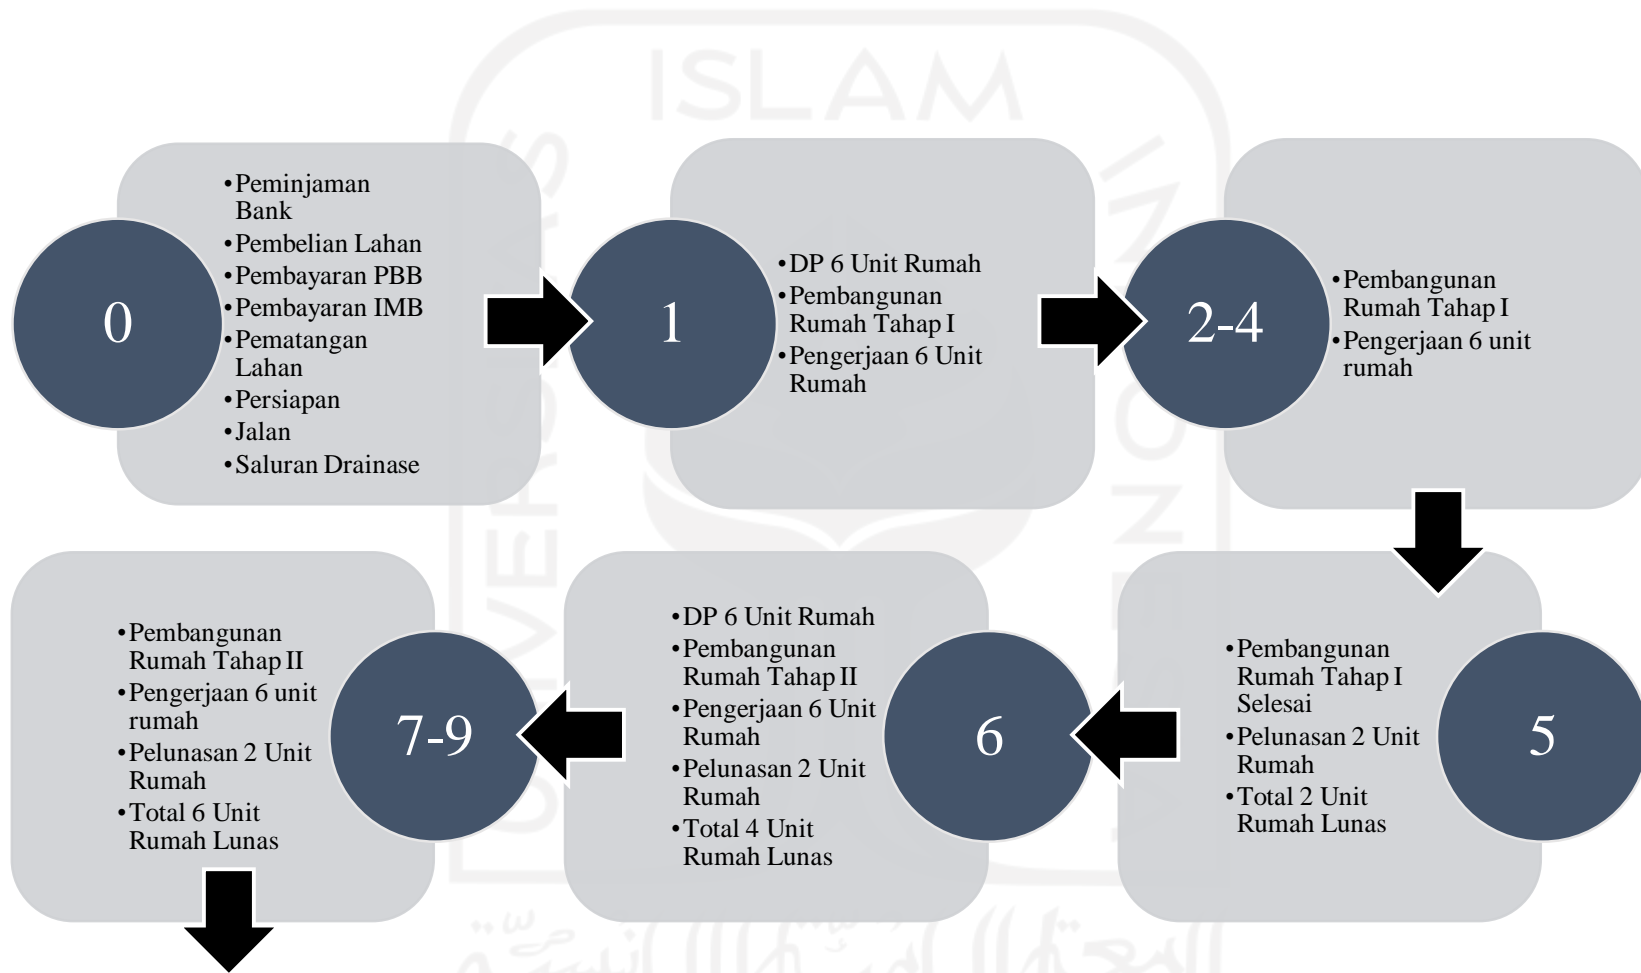 0
•Peminjaman
Bank
•Pembelian Lahan
•Pembayaran PBB
•Pembayaran IMB
•Pematangan
Lahan
•Persiapan
•Jalan
•Saluran Drainase
1
•DP 6 Unit Rumah
•Pembangunan
Rumah Tahap I
•Pengerjaan 6 Unit
Rumah
2-4
•Pembangunan
Rumah Tahap I
•Pengerjaan 6 unit
rumah
5
•Pembangunan
Rumah Tahap I
Selesai
•Pelunasan 2 Unit
Rumah
•Total 2 Unit
Rumah Lunas
6
•DP 6 Unit Rumah
•Pembangunan
Rumah Tahap II
•Pengerjaan 6 Unit
Rumah
•Pelunasan 2 Unit
Rumah
•Total 4 Unit
Rumah Lunas
7-9
•Pembangunan
Rumah Tahap II
•Pengerjaan 6 unit
rumah
•Pelunasan 2 Unit
Rumah
•Total 6 Unit
Rumah Lunas
ISLAM